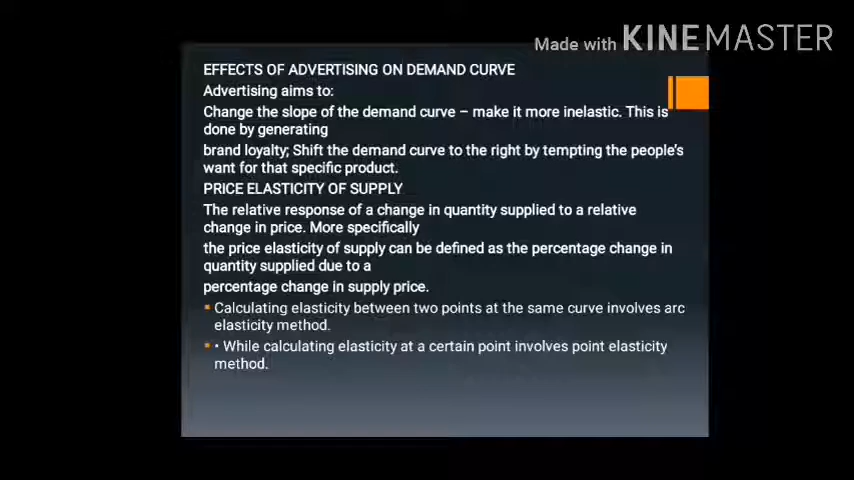 Made with KINEMASTER
EFFECTS OF ADVERTISING ON DEMAND CURVE
Advertising aims to:
Change the slope of the demand curve – make it more inelastic. This is
done by generating
brand loyalty; Shift the demand curve to the right by tempting the people's
want for that specific product.
PRICE ELASTICITY OF SUPPLY
The relative response of a change in quantity supplied to a relative
change in price. More specifically
the price elasticity of supply can be defined as the percentage change in
quantity supplied due to a
percentage change in supply price.
▪ Calculating elasticity between two points at the same curve involves arc
elasticity method.
▪ • While calculating elasticity at a certain point involves point elasticity
method.